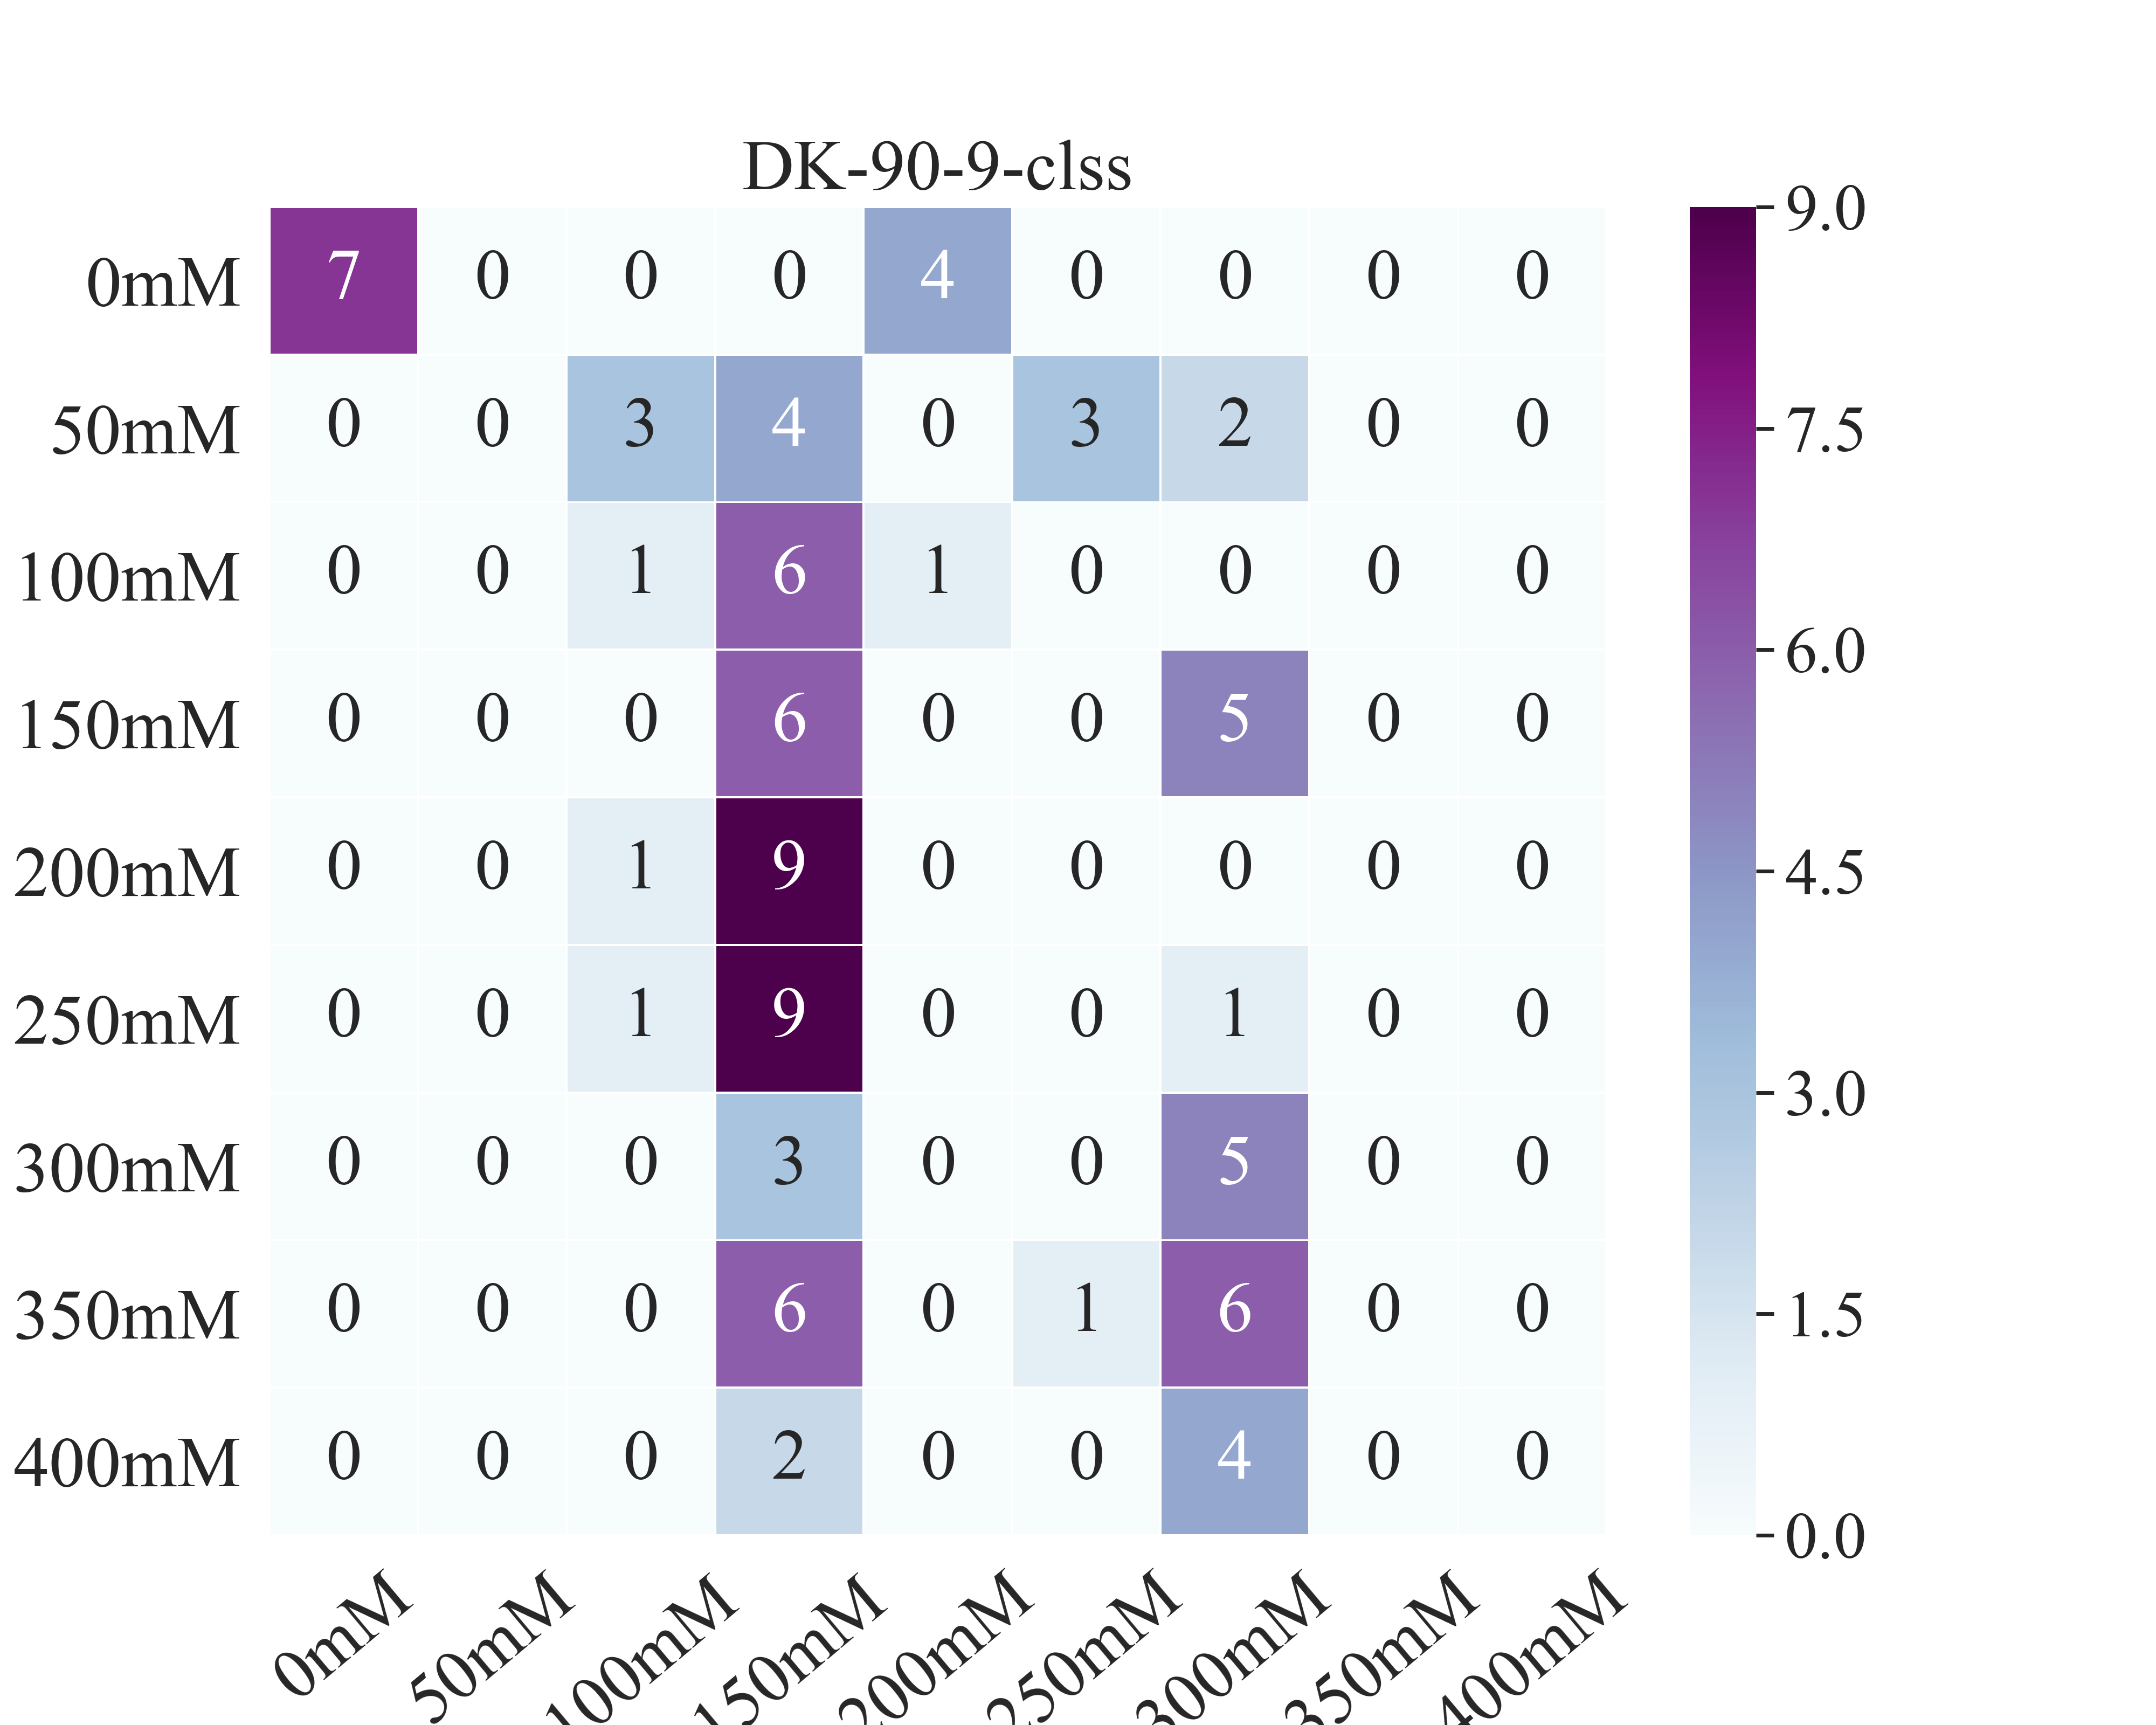 DK-90-9-clss
0mM 7 0 0 0 4 0 0 0 0
50mM 0 0 3 4 0 3 2 0 0
100mM 0 0 1 6 1 0 0 0 0
150mM 0 0 0 6 0 0 5 0 0
200mM 0 0 1 9 0 0 0 0 0
250mM 0 0 1 9 0 0 1 0 0
300mM 0 0 0 3 0 0 5 0 0
350mM 0 0 0 6 0 1 6 0 0
400mM 0 0 0 2 0 0 4 0 0
0mM 50mM 100mM 150mM 200mM 250mM 300mM 350mM 400mM
9.0
7.5
6.0
4.5
3.0
1.5
0.0